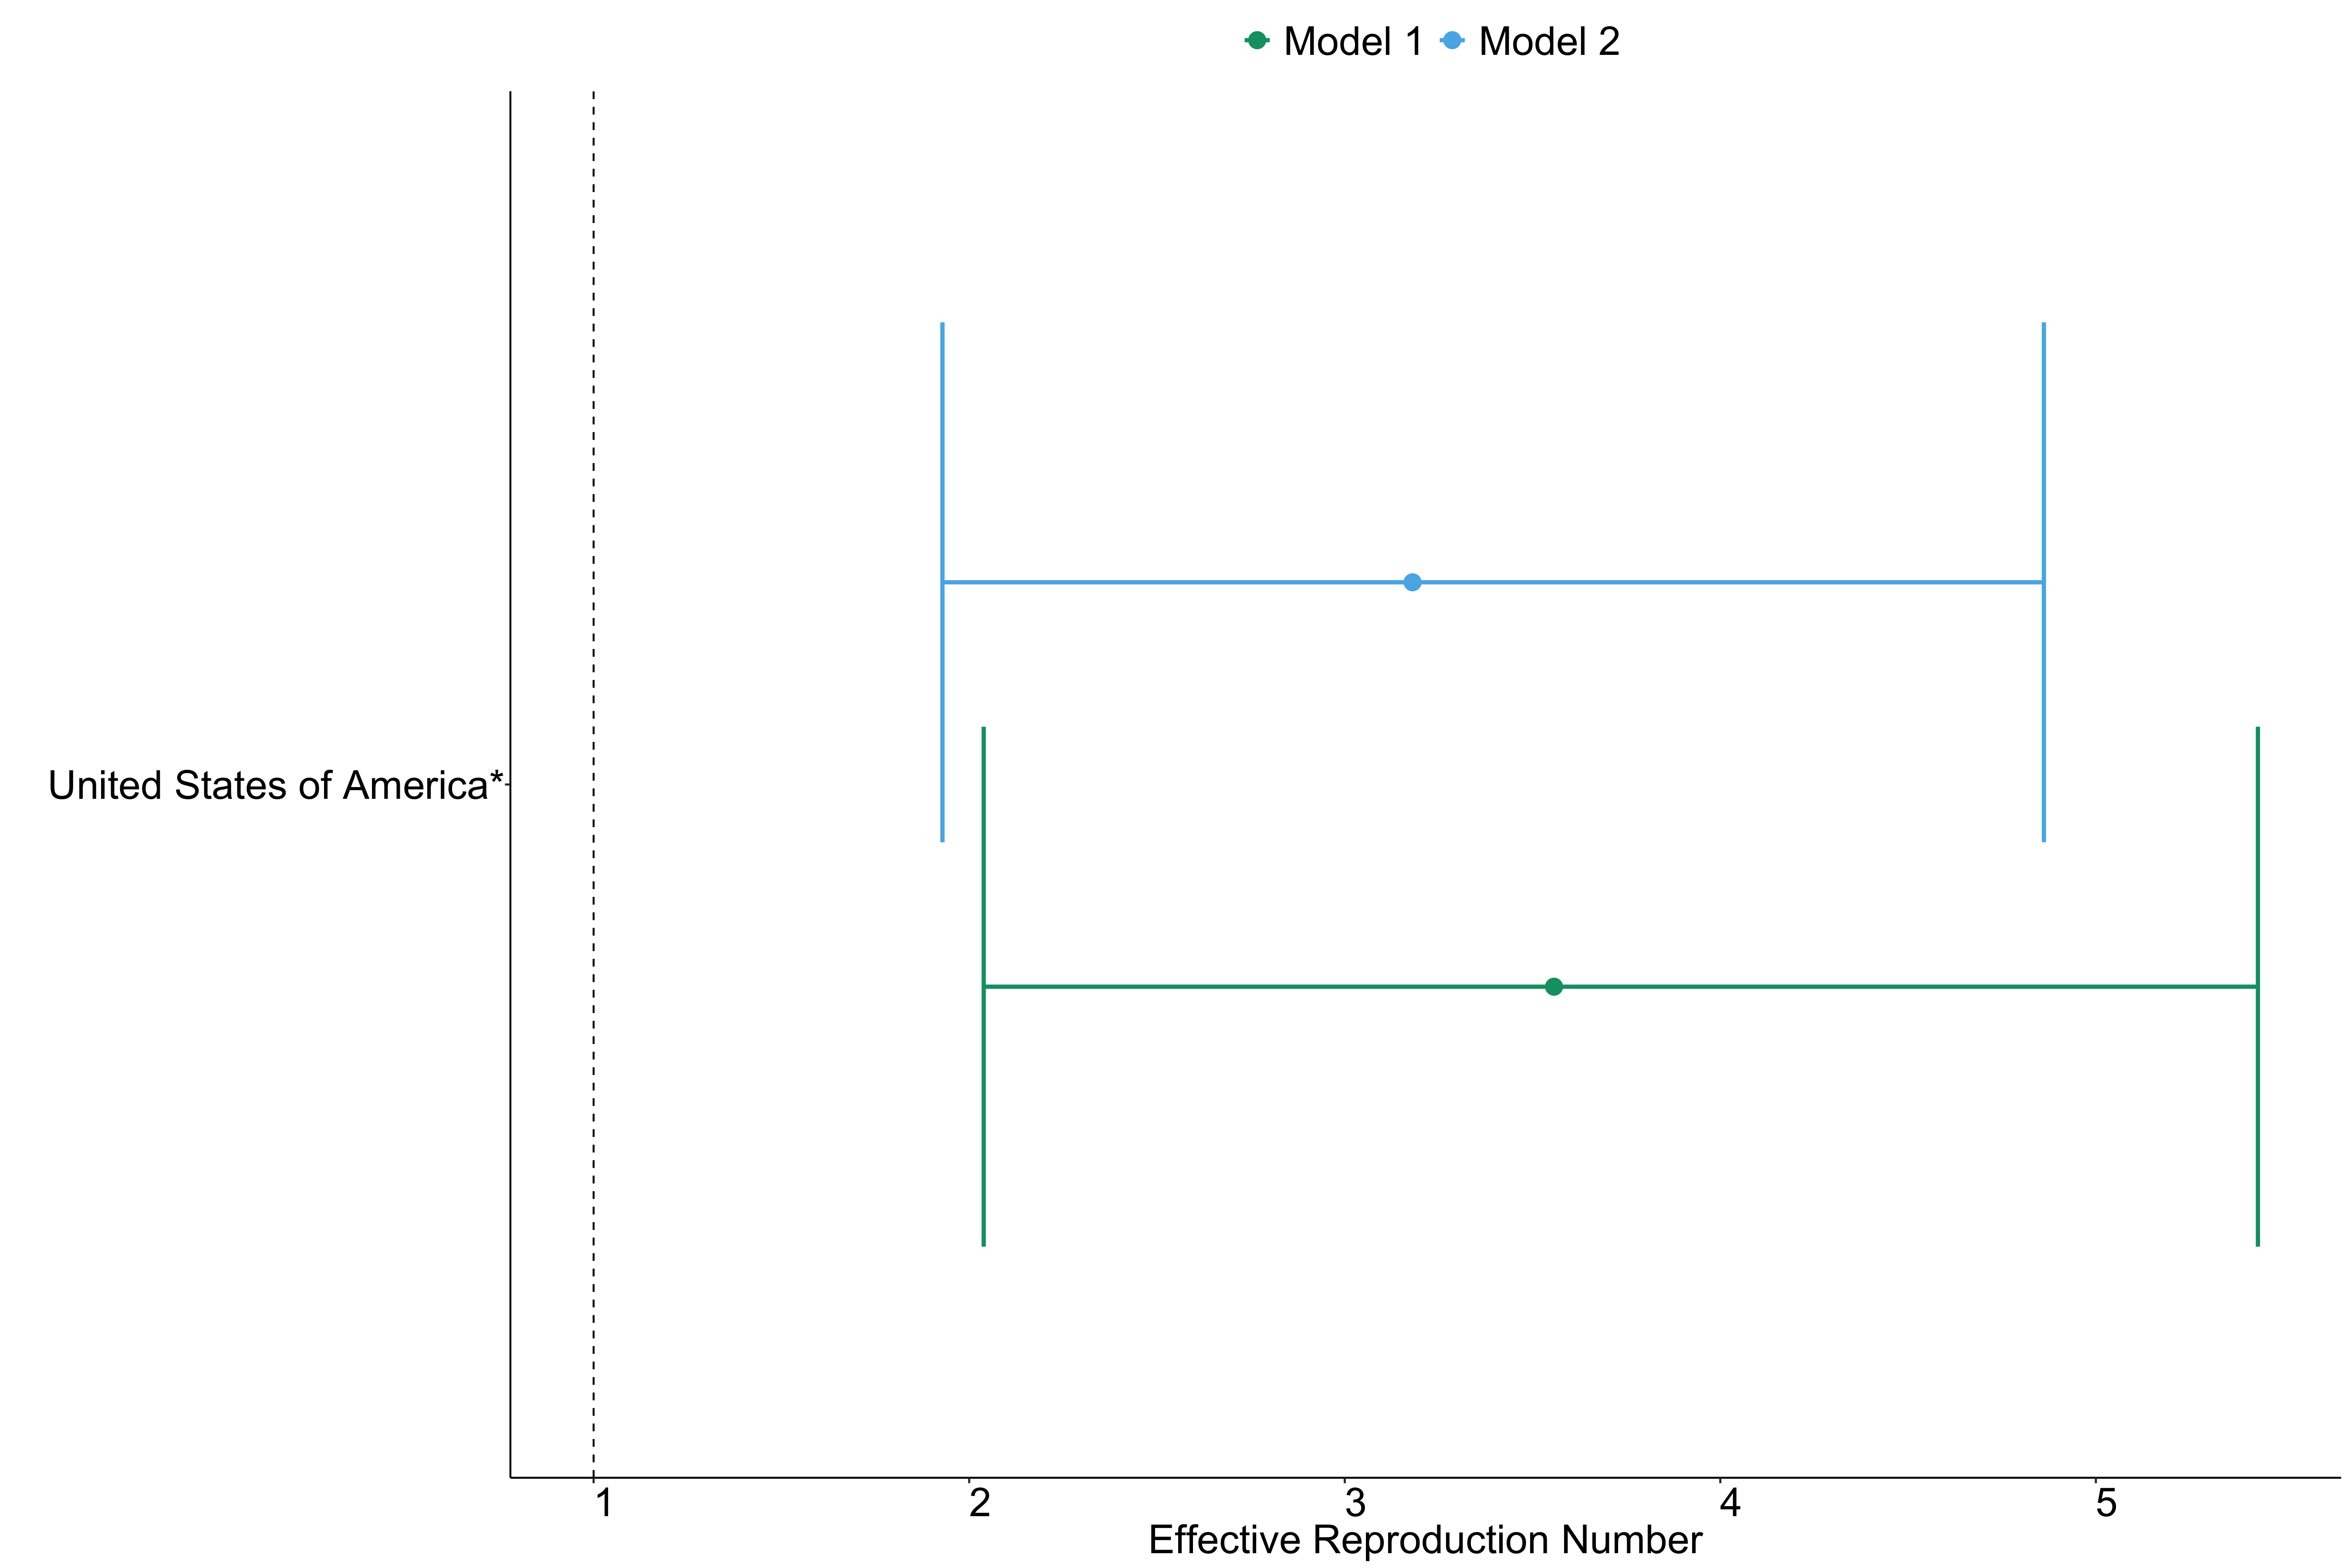 Model 1 Model 2
United States of America*
1 2 3 4 5
Effective Reproduction Number